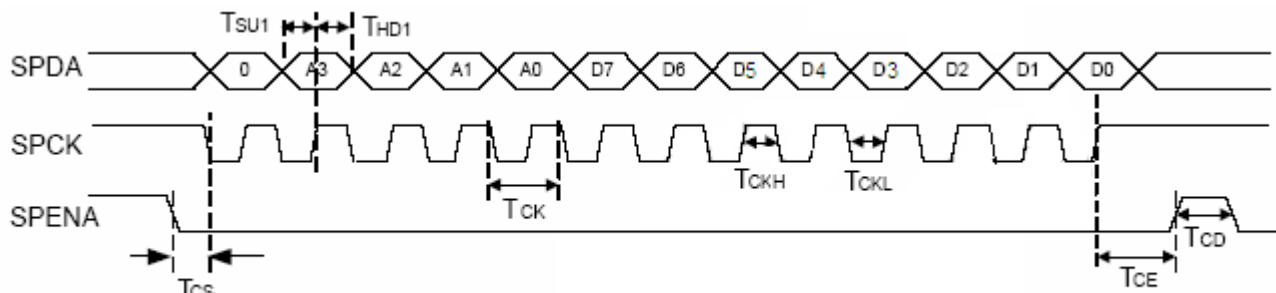 TSU1 THD1
SPDA 0 A3 A2 A1 A0 D7 D6 D5 D4 D3 D2 D1 D0
SPCK
TCKH TCKL
TCK
SPENA
TCD
TCE
TCS